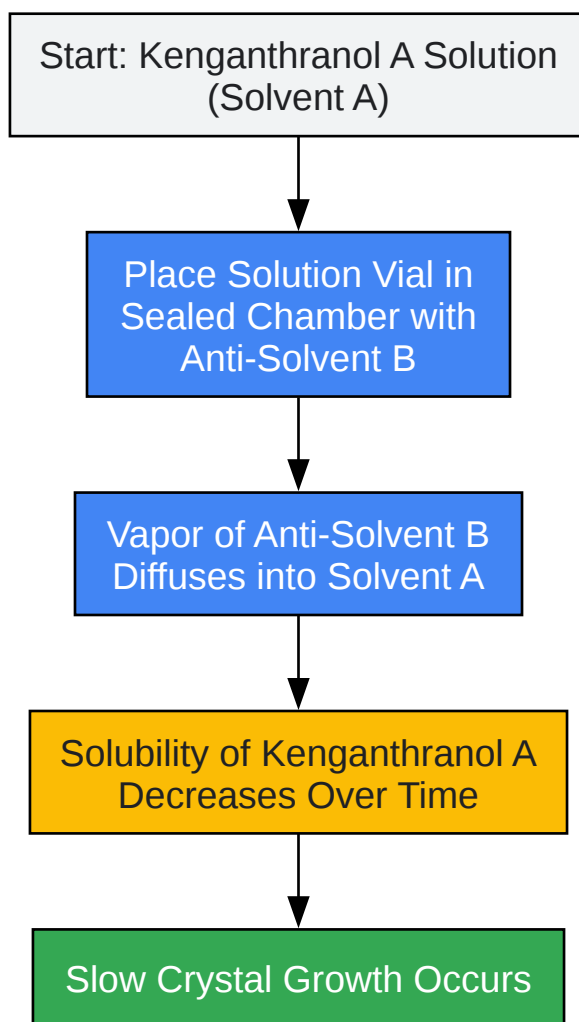 Start: Kenganthranol A Solution
(Solvent A)
Place Solution Vial in
Sealed Chamber with
Anti-Solvent B
Vapor of Anti-Solvent B
Diffuses into Solvent A
Solubility of Kenganthranol A
Decreases Over Time
Slow Crystal Growth Occurs